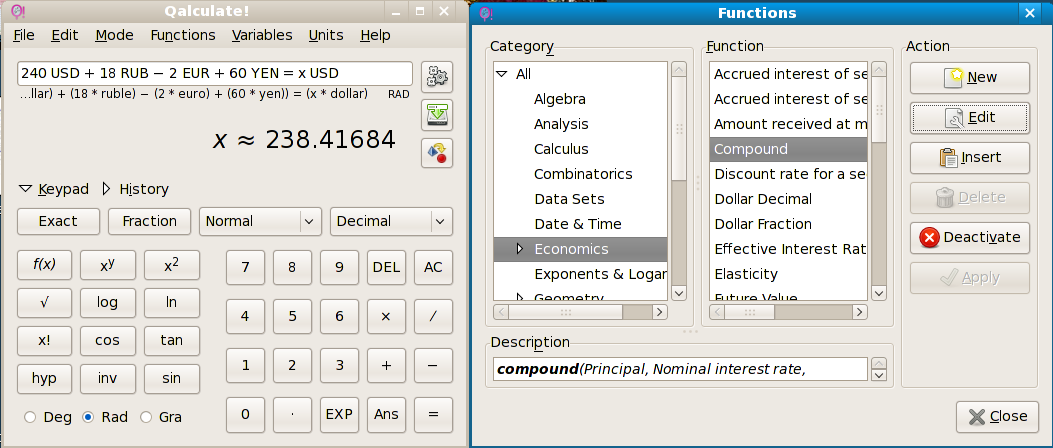 Qalculate!
File Edit Mode Functions Variables Units Help
240 USD + 18 RUB − 2 EUR + 60 YEN = x USD
...llar) + (18 * ruble) − (2 * euro) + (60 * yen)) = (x * dollar) RAD
x ≈ 238.41684
Keypad History
Exact Fraction Normal Decimal
f(x) xy x2 7 8 9 DEL AC
√ log ln 4 5 6 × /
x! cos tan 1 2 3 + −
hyp inv sin 0 · EXP Ans =
Deg Rad Gra
Functions
Category
All
Algebra
Analysis
Calculus
Combinatorics
Data Sets
Date & Time
Economics
Exponents & Logar
Geometry
Function
Accrued interest of se
Accrued interest of se
Amount received at m
Compound
Discount rate for a se
Dollar Decimal
Dollar Fraction
Effective Interest Rat
Elasticity
Future Value
Action
New
Edit
Insert
Delete
Deactivate
Apply
Description
compound(Principal, Nominal interest rate,
Close